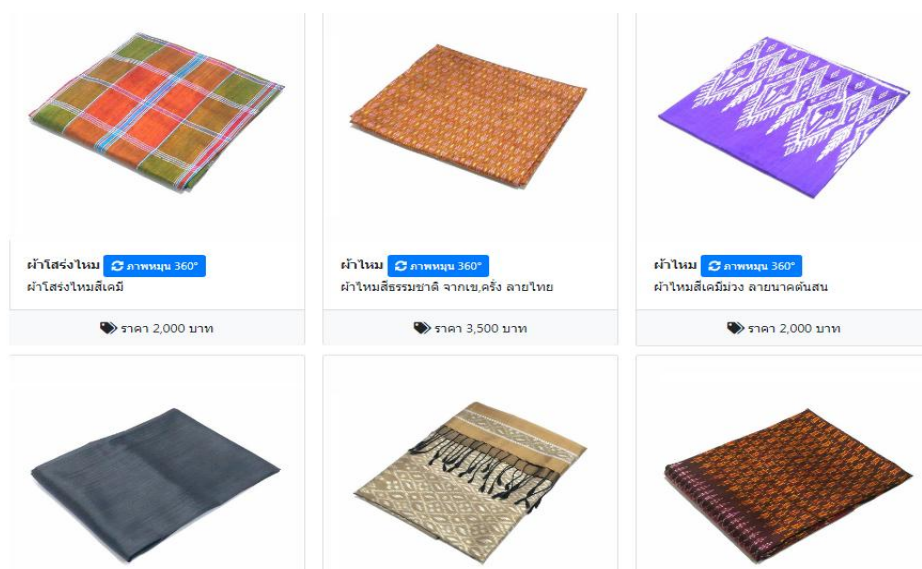 ผ้าโสร่งไหม ภาพหมุน 360°
ผ้าโสร่งไหมสีเคมี
ราคา 2,000 บาท
ผ้าไหม ภาพหมุน 360°
ผ้าไหมสีธรรมชาติ จากเข,ครั่ง ลายไทย
ราคา 3,500 บาท
ผ้าไหม ภาพหมุน 360°
ผ้าไหมสีเคมีม่วง ลายนาคต้นสน
ราคา 2,000 บาท